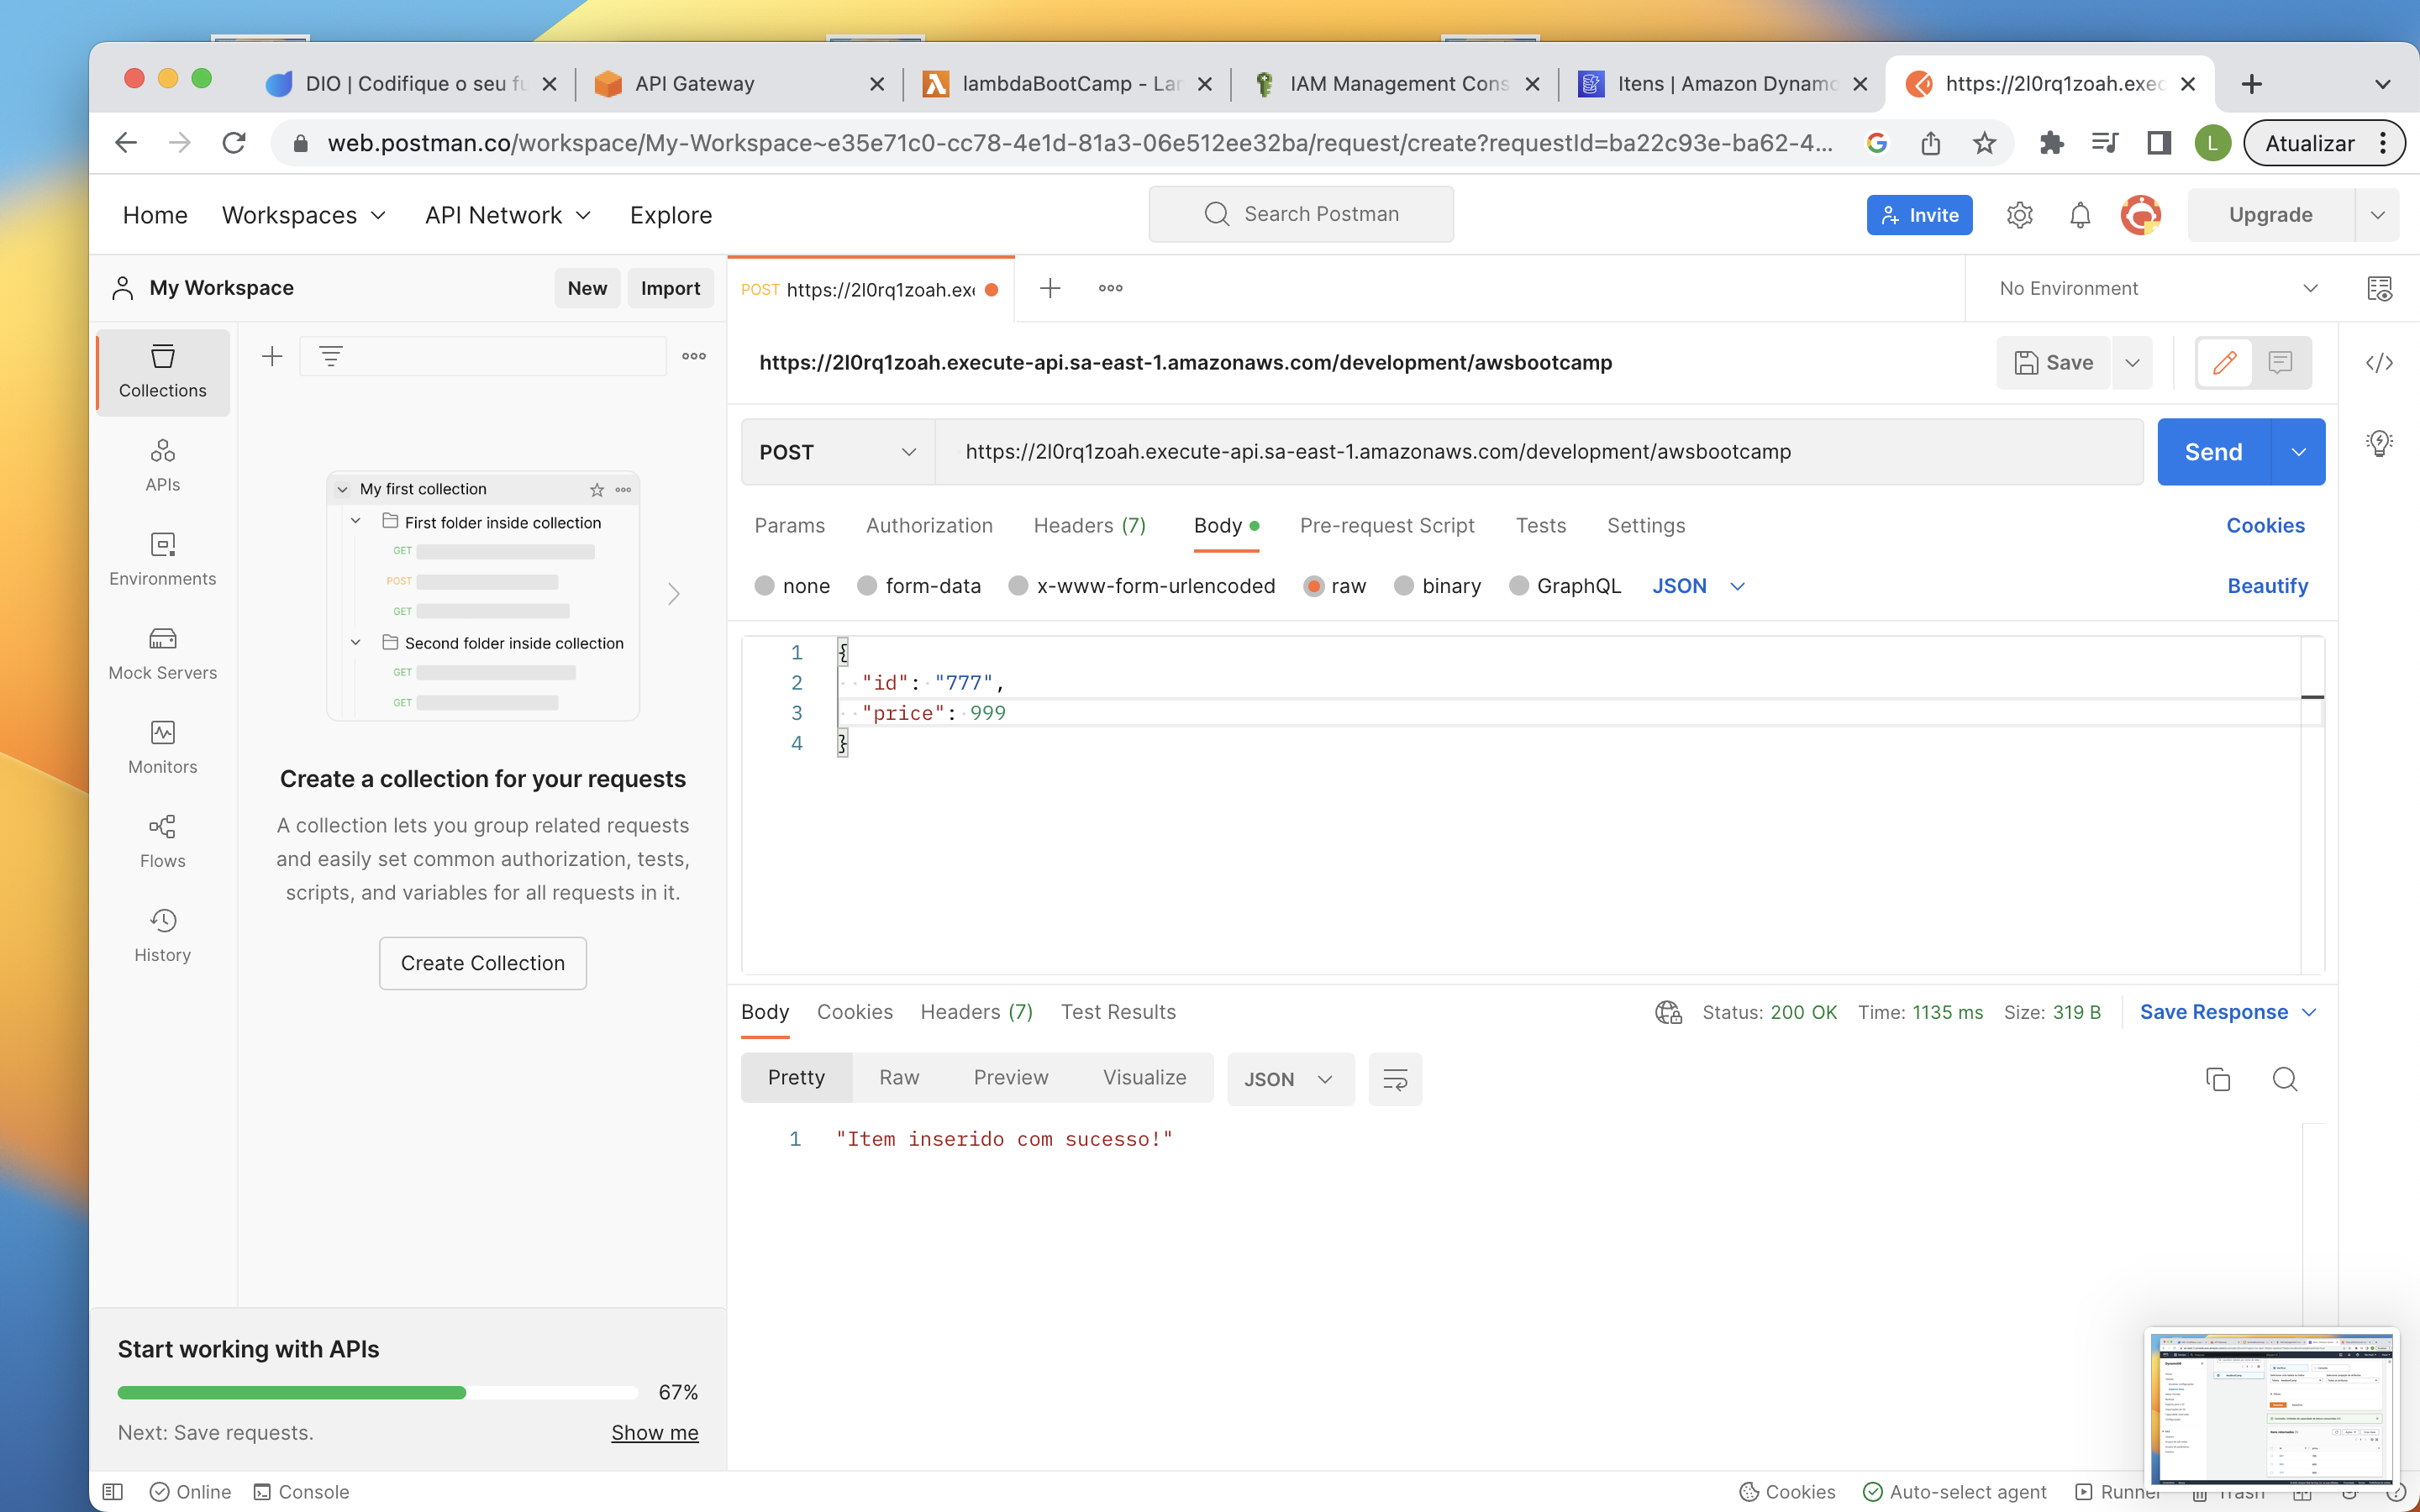 DIO | Codifique o seu fu
API Gateway
lambdaBootCamp - Lar
IAM Management Cons
Itens | Amazon Dynamo
https://2l0rq1zoah.exec
web.postman.co/workspace/My-Workspace~e35e71c0-cc78-4e1d-81a3-06e512ee32ba/request/create?requestId=ba22c93e-ba62-4...
L
Atualizar
Home
Workspaces
API Network
Explore
Search Postman
Invite
Upgrade
My Workspace
New
Import
POST https://2l0rq1zoah.exe
No Environment
Collections
APIs
Environments
Mock Servers
Monitors
Flows
History
My first collection
First folder inside collection
GET
POST
GET
Second folder inside collection
GET
GET
Create a collection for your requests
A collection lets you group related requests
and easily set common authorization, tests,
scripts, and variables for all requests in it.
Create Collection
Start working with APIs
67%
Next: Save requests.
Show me
https://2l0rq1zoah.execute-api.sa-east-1.amazonaws.com/development/awsbootcamp
Save
POST
https://2l0rq1zoah.execute-api.sa-east-1.amazonaws.com/development/awsbootcamp
Send
Params
Authorization
Headers (7)
Body
Pre-request Script
Tests
Settings
Cookies
none
form-data
x-www-form-urlencoded
raw
binary
GraphQL
JSON
Beautify
1 {
2 "id": "777",
3 "price": 999
4 }
Body
Cookies
Headers (7)
Test Results
Status: 200 OK
Time: 1135 ms
Size: 319 B
Save Response
Pretty
Raw
Preview
Visualize
JSON
1 "Item inserido com sucesso!"
Online
Console
Cookies
Auto-select agent
Runner
Trash